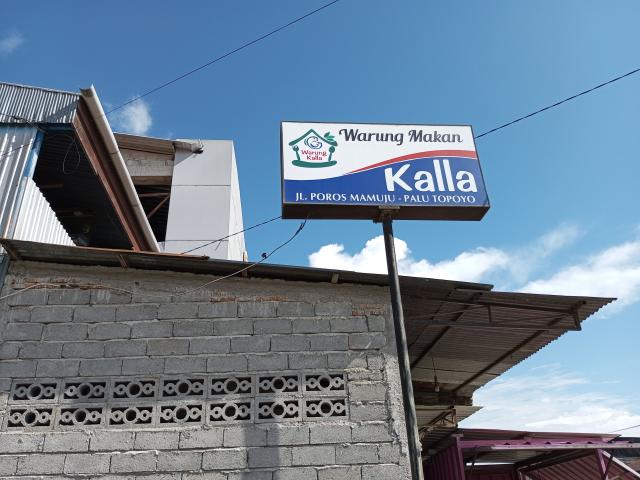 Warung Makan
Warung
Kalla
Kalla
JL. POROS MAMUJU - PALU TOPOYO